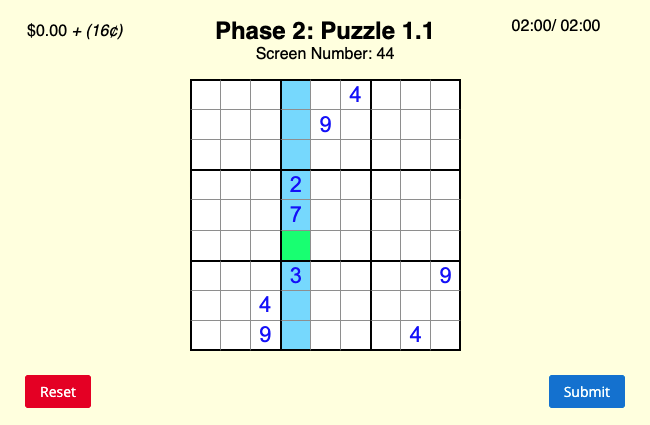 $0.00 + (16¢)
Phase 2: Puzzle 1.1
02:00/ 02:00
Screen Number: 44
4
9
2
7
3 9
4
9 4
Reset
Submit